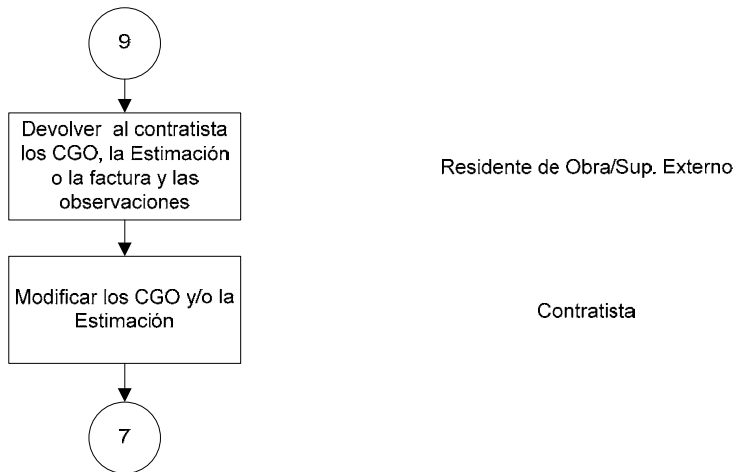 9
Devolver al contratista
los CGO, la Estimación
o la factura y las
observaciones
Residente de Obra/Sup. Externo
Modificar los CGO y/o la
Estimación
Contratista
7